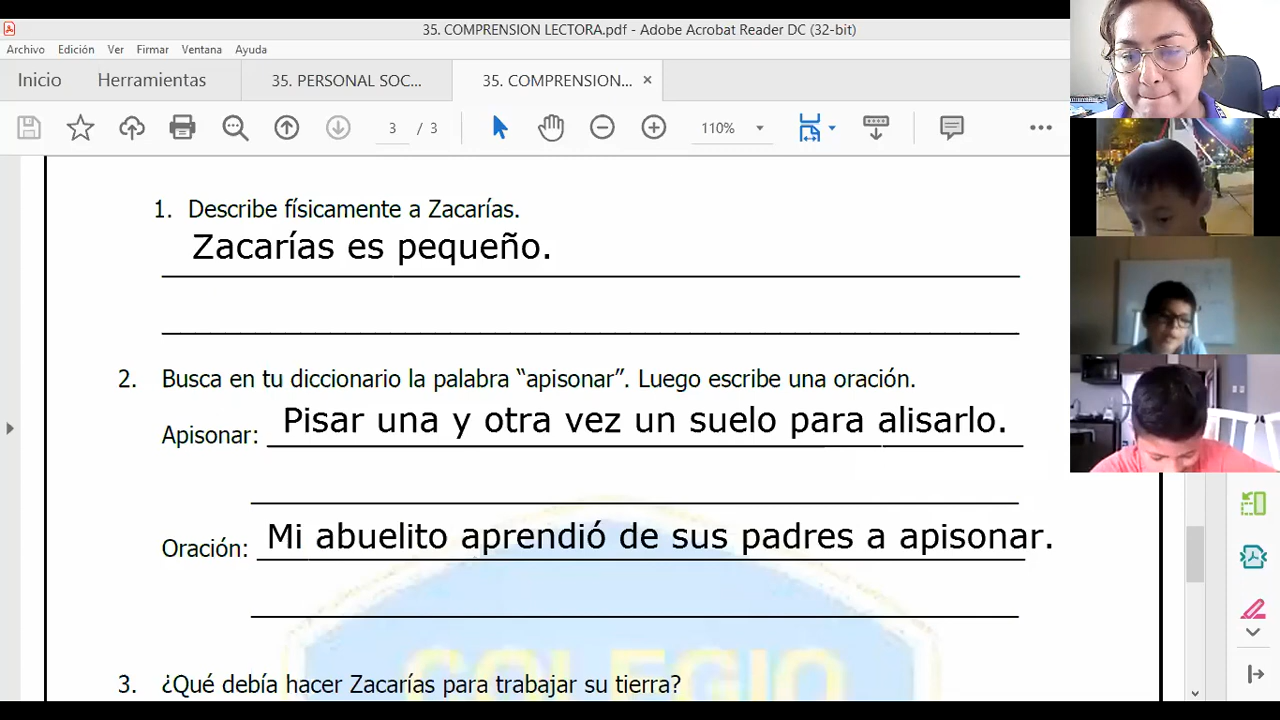 35. COMPRENSION LECTORA.pdf - Adobe Acrobat Reader DC (32-bit)
Archivo Edición Ver Firmar Ventana Ayuda
Inicio Herramientas 35. PERSONAL SOC... 35. COMPRENSION... ×
3 / 3 110%
1. Describe físicamente a Zacarías.
Zacarías es pequeño.
2. Busca en tu diccionario la palabra “apisonar”. Luego escribe una oración.
Apisonar: Pisar una y otra vez un suelo para alisarlo.
Oración: Mi abuelito aprendió de sus padres a apisonar.
COLEGIO
3. ¿Qué debía hacer Zacarías para trabajar su tierra?